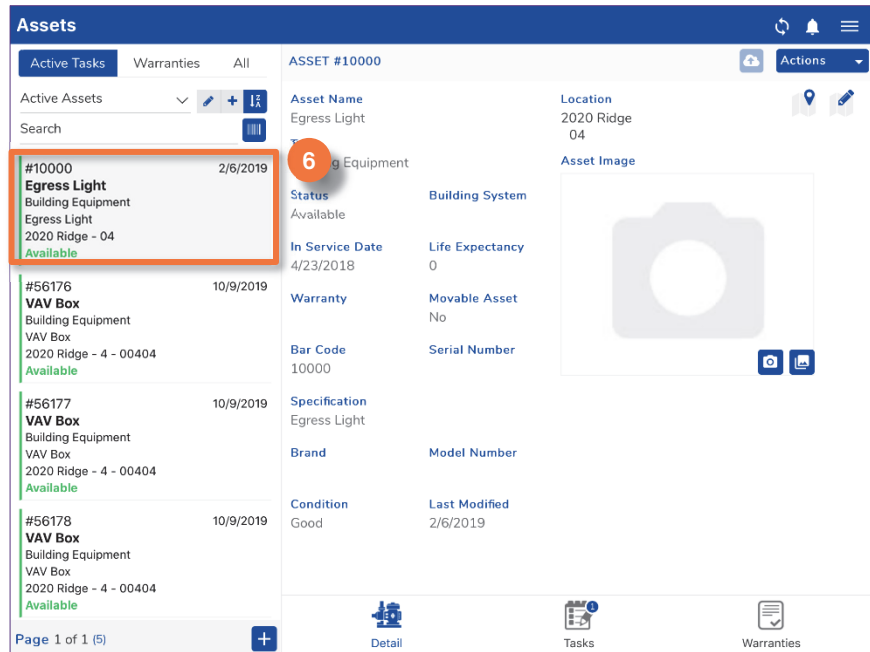 Assets
Active Tasks Warranties All
Active Assets
Search
#10000 2/6/2019
Egress Light
Building Equipment
Egress Light
2020 Ridge - 04
Available
#56176 10/9/2019
VAV Box
Building Equipment
VAV Box
2020 Ridge - 4 - 00404
Available
#56177 10/9/2019
VAV Box
Building Equipment
VAV Box
2020 Ridge - 4 - 00404
Available
#56178 10/9/2019
VAV Box
Building Equipment
VAV Box
2020 Ridge - 4 - 00404
Available
Page 1 of 1 (5)
ASSET #10000 Actions
Asset Name
Egress Light
6
Equipment
Location
2020 Ridge
04
Asset Image
Status Building System
Available
In Service Date Life Expectancy
4/23/2018 0
Warranty Movable Asset
No
Bar Code Serial Number
10000
Specification
Egress Light
Brand Model Number
Condition Last Modified
Good 2/6/2019
1
Detail Tasks Warranties